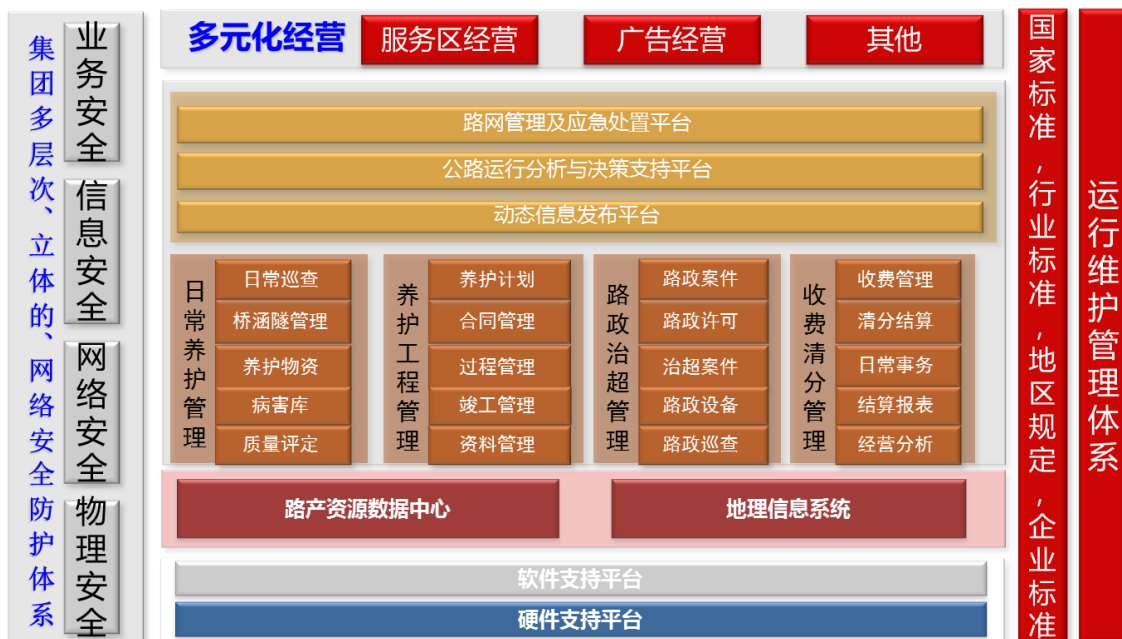 集团多层次、立体的、网络安全防护体系
业务安全
信息安全
网络安全
物理安全
多元化经营
服务区经营
广告经营
其他
路网管理及应急处置平台
公路运行分析与决策支持平台
动态信息发布平台
日常养护管理
日常巡查
桥涵隧管理
养护物资
病害库
质量评定
养护工程管理
养护计划
合同管理
过程管理
竣工管理
资料管理
路政治超管理
路政案件
路政许可
治超案件
路政设备
路政巡查
收费清分管理
收费管理
清分结算
日常事务
结算报表
经营分析
路产资源数据中心
地理信息系统
软件支持平台
硬件支持平台
国家标准,行业标准,地区规定,企业标准
运行维护管理体系